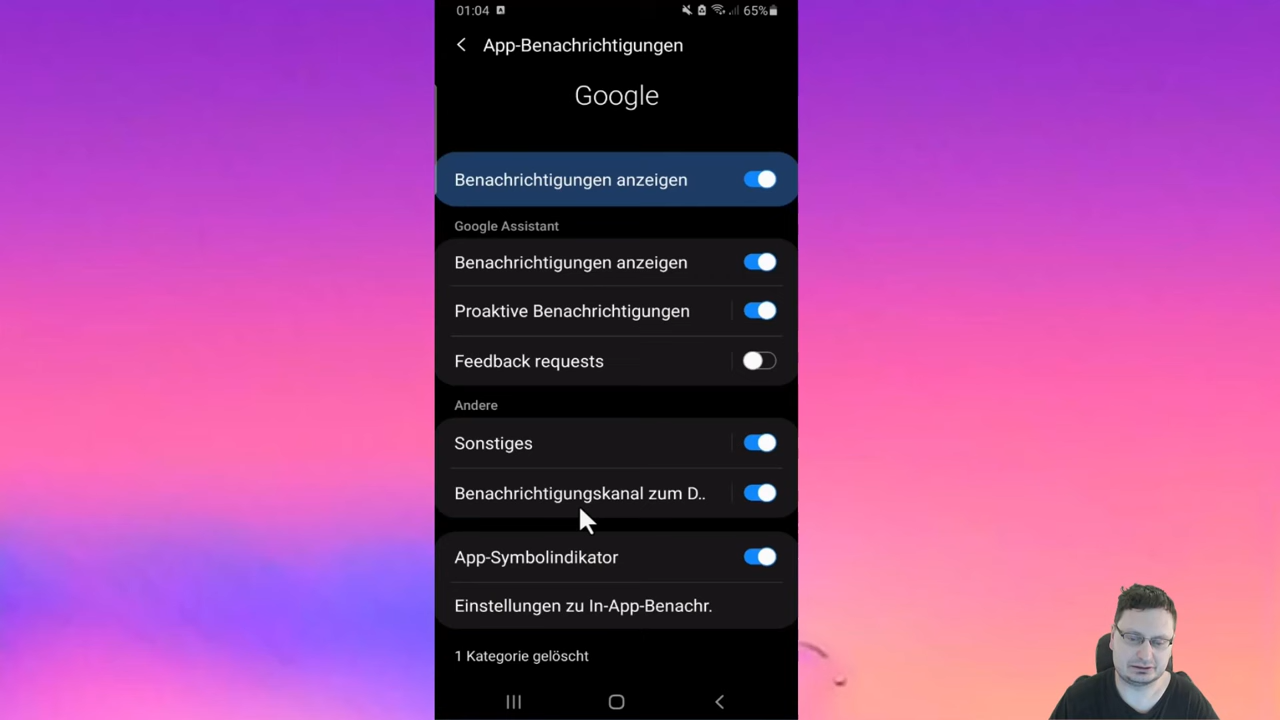 01:04 65%
App-Benachrichtigungen
Google
Benachrichtigungen anzeigen
Google Assistant
Benachrichtigungen anzeigen
Proaktive Benachrichtigungen
Feedback requests
Andere
Sonstiges
Benachrichtigungskanal zum D..
App-Symbolindikator
Einstellungen zu In-App-Benachr.
1 Kategorie gelöscht